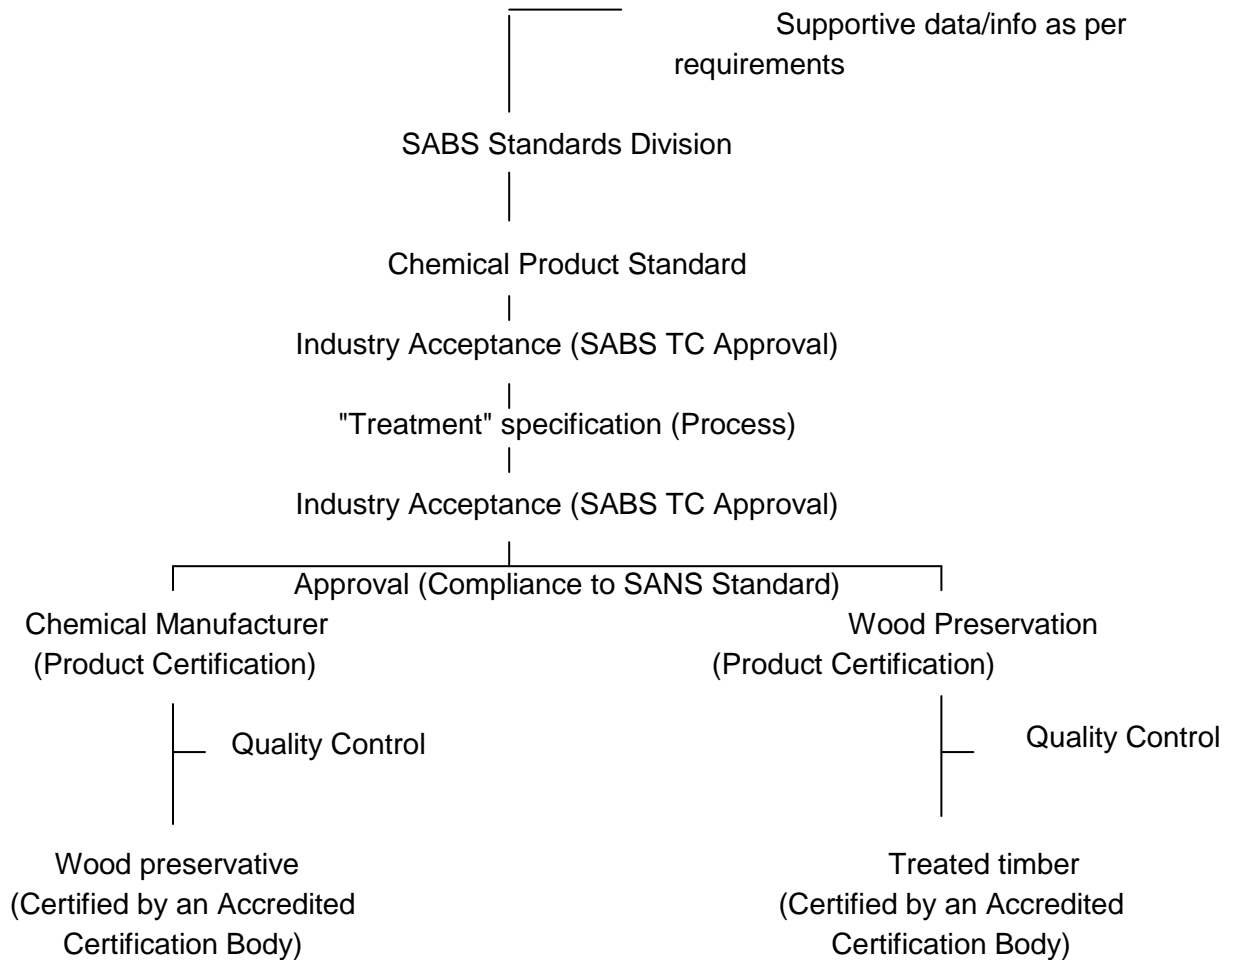 Supportive data/info as per
requirements
SABS Standards Division
Chemical Product Standard
Industry Acceptance (SABS TC Approval)
"Treatment" specification (Process)
Industry Acceptance (SABS TC Approval)
Approval (Compliance to SANS Standard)
Chemical Manufacturer
(Product Certification)
Wood Preservation
(Product Certification)
Quality Control
Quality Control
Wood preservative
(Certified by an Accredited
Certification Body)
Treated timber
(Certified by an Accredited
Certification Body)